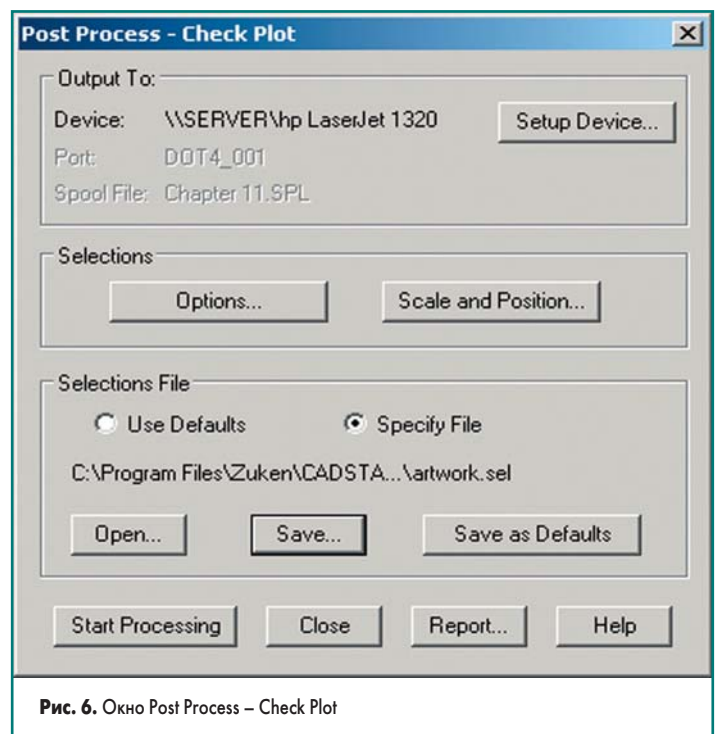 Post Process - Check Plot
Output To:
Device: \\SERVER\hp LaserJet 1320 Setup Device...
Port: DOT4_001
Spool File: Chapter 11.SPL
Selections
Options... Scale and Position...
Selections File
Use Defaults Specify File
C:\Program Files\Zuken\CADSTA...\artwork.sel
Open... Save... Save as Defaults
Start Processing Close Report... Help
Рис. 6. Окно Post Process – Check Plot